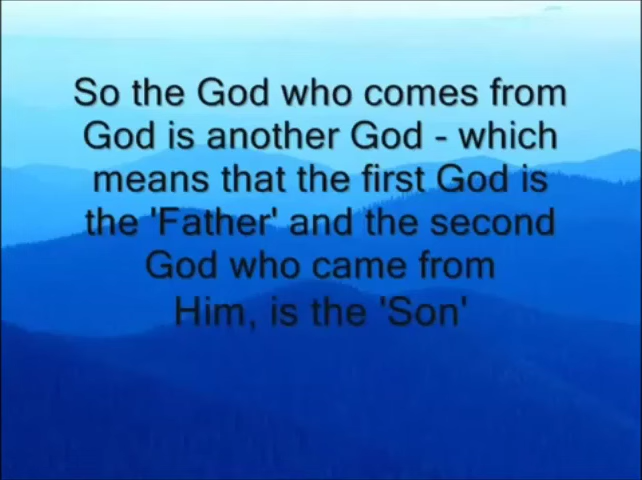 So the God who comes from
God is another God - which
means that the first God is
the 'Father' and the second
God who came from
Him, is the 'Son'